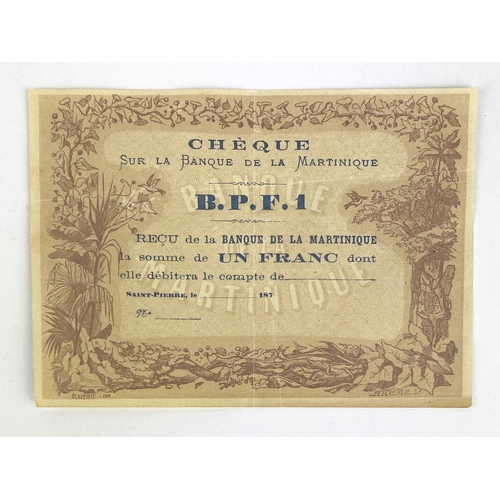 CHÈQUE
SUR LA BANQUE DE LA MARTINIQUE
BANQUE
B.P.F.1
REÇU de la BANQUE DE LA MARTINIQUE
LA
la somme de UN FRANC dont
elle débitera le compte de
MARTINIQUE
SAINT-PIERRE, le 187